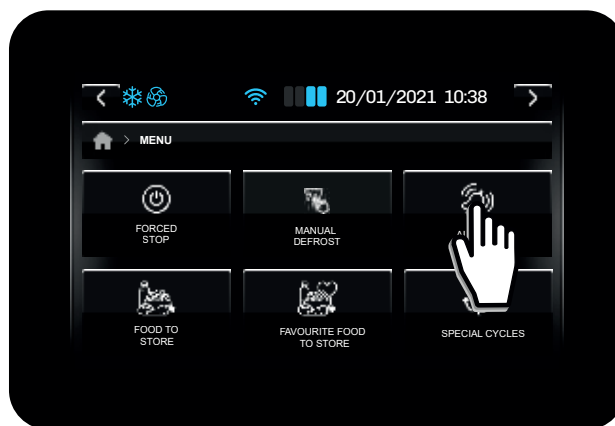 20/01/2021 10:38
> MENU
FORCED
STOP
MANUAL
DEFROST
FOOD TO
STORE
FAVOURITE FOOD
TO STORE
SPECIAL CYCLES